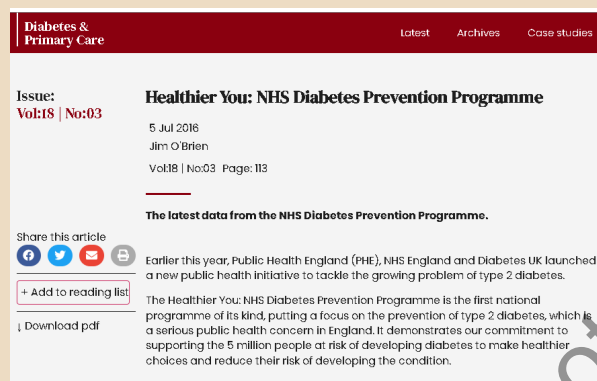 Diabetes &
Primary Care
Latest Archives Case studies
Issue:
Vol:18 | No:03
Healthier You: NHS Diabetes Prevention Programme
5 Jul 2016
Jim O'Brien
Vol:18 | No:03 Page: 113
The latest data from the NHS Diabetes Prevention Programme.
Share this article
+ Add to reading list
↓ Download pdf
Earlier this year, Public Health England (PHE), NHS England and Diabetes UK launched
a new public health initiative to tackle the growing problem of type 2 diabetes.
The Healthier You: NHS Diabetes Prevention Programme is the first national
programme of its kind, putting a focus on the prevention of type 2 diabetes, which is
a serious public health concern in England. It demonstrates our commitment to
supporting the 5 million people at risk of developing diabetes to make healthier
choices and reduce their risk of developing the condition.